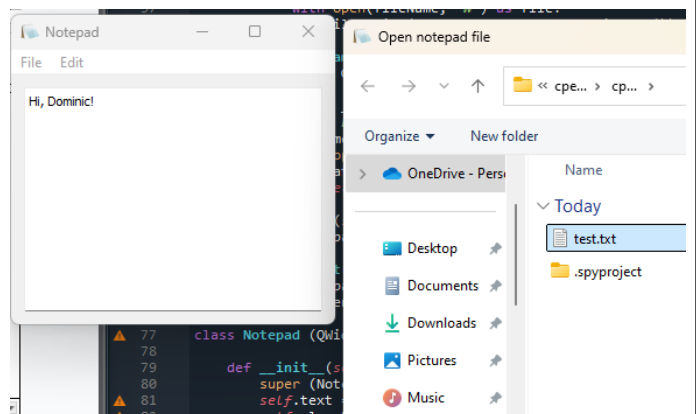 Notepad
File Edit
Hi, Dominic!
Open notepad file
« cpe... › cp... ›
Organize New folder
OneDrive - Pers
Name
Today
test.txt
.spyproject
Desktop
Documents
Downloads
Pictures
Music
77 class Notepad (QWi
78
79 def __init__(s
80 super (Not
81 self.text =